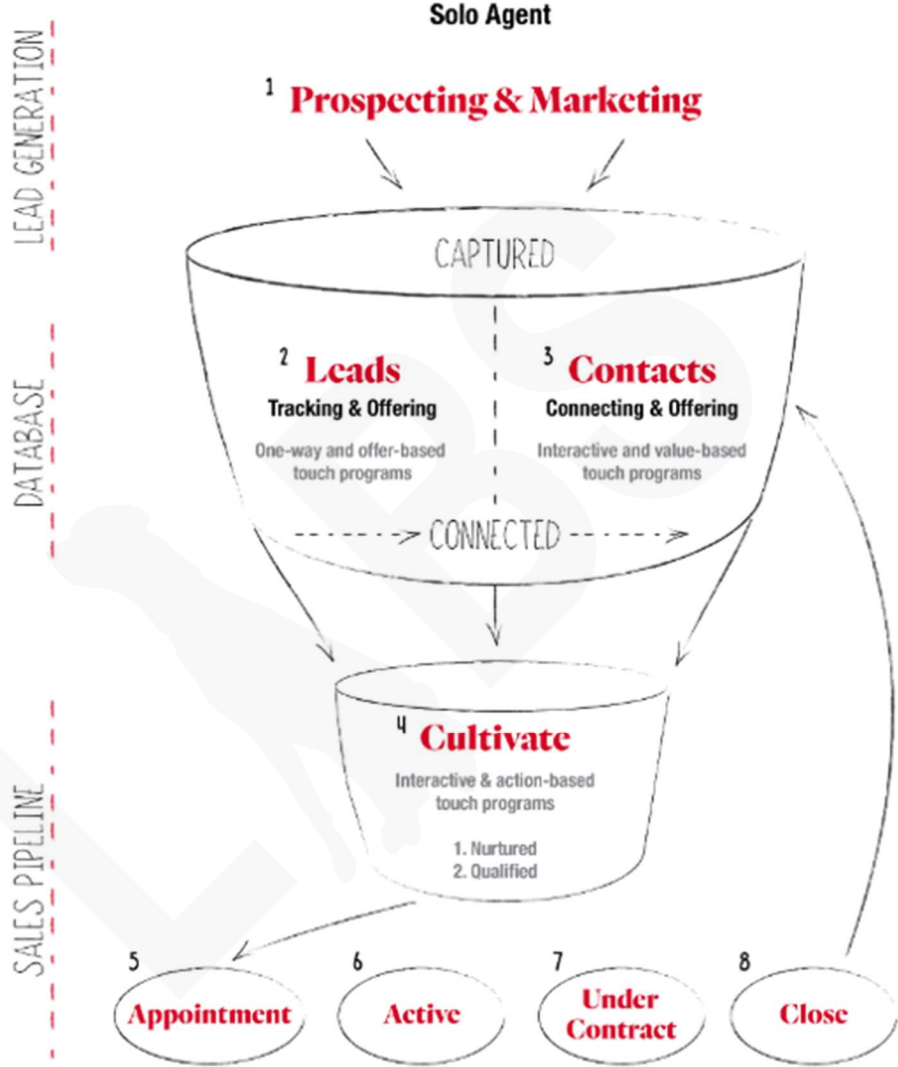 Solo Agent
LEAD GENERATION
1 Prospecting & Marketing
CAPTURED
DATABASE
2 Leads
Tracking & Offering
One-way and offer-based
touch programs
3 Contacts
Connecting & Offering
Interactive and value-based
touch programs
CONNECTED
SALES PIPELINE
4 Cultivate
Interactive & action-based
touch programs
1. Nurtured
2. Qualified
5 Appointment
6 Active
7 Under
Contract
8 Close
LABS